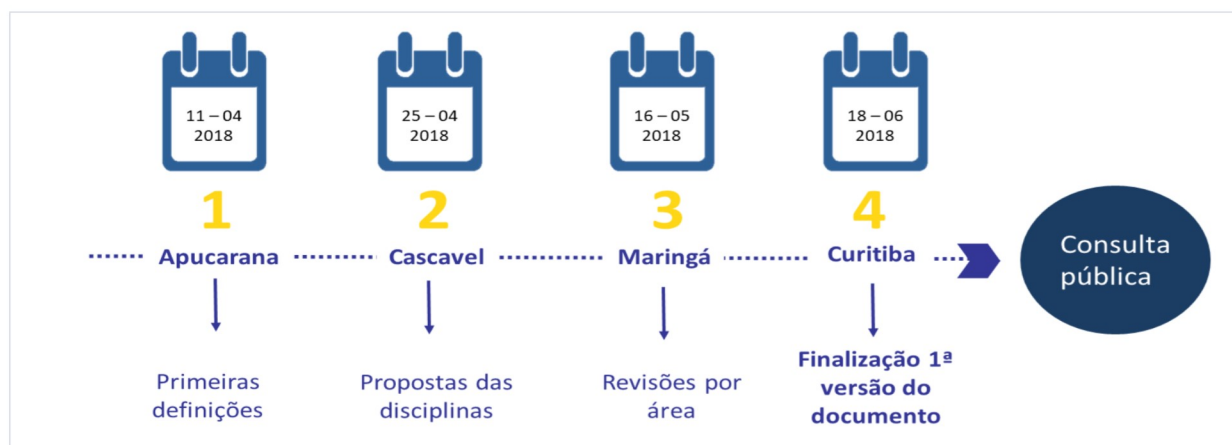 11 – 04
2018
25 – 04
2018
16 – 05
2018
18 – 06
2018
1
2
3
4
Apucarana
Cascavel
Maringá
Curitiba
Consulta
pública
Primeiras
definições
Propostas das
disciplinas
Revisões por
área
Finalização 1ª
versão do
documento